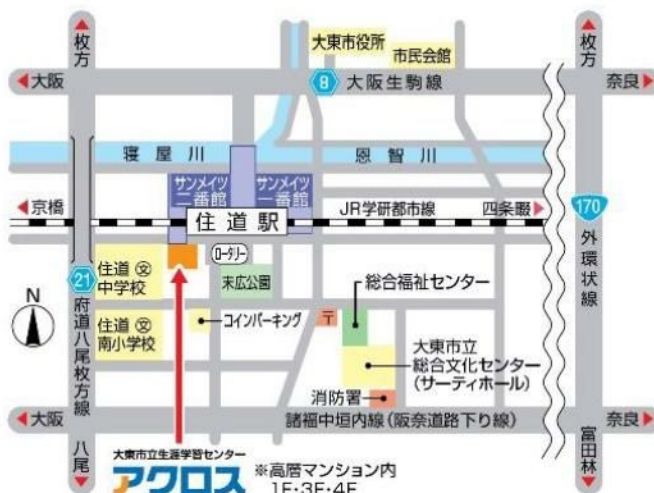 枚方
大東市役所
市民会館
枚方
大阪
8
大阪生駒線
奈良
寝屋川
恩智川
サンメイツ
二番館
サンメイツ
一番館
京橋
住道駅
JR学研都市線
四条畷
170
外環状線
住道 文
中学校
ロータリー
末広公園
21
府道八尾枚方線
N
住道 文
南小学校
コインパーキング
〒
総合福祉センター
大東市立
総合文化センター
(サーティホール)
消防署
大阪
諸福中垣内線(阪奈道路下り線)
奈良
八尾
富田林
大東市立生涯学習センター
アクロス
※高層マンション内
1F・3F・4F